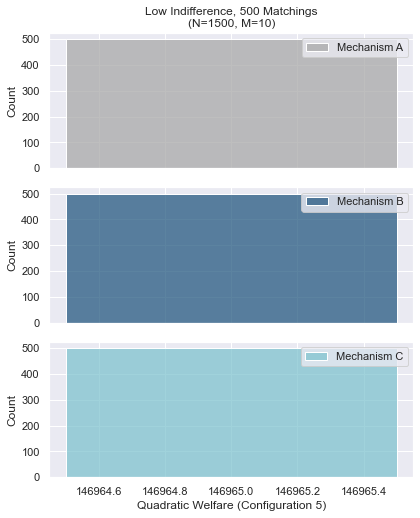 Low Indifference, 500 Matchings
(N=1500, M=10)
Mechanism A
500
400
300
200
100
0
Count
Mechanism B
500
400
300
200
100
0
Count
Mechanism C
500
400
300
200
100
0
Count
146964.6 146964.8 146965.0 146965.2 146965.4
Quadratic Welfare (Configuration 5)